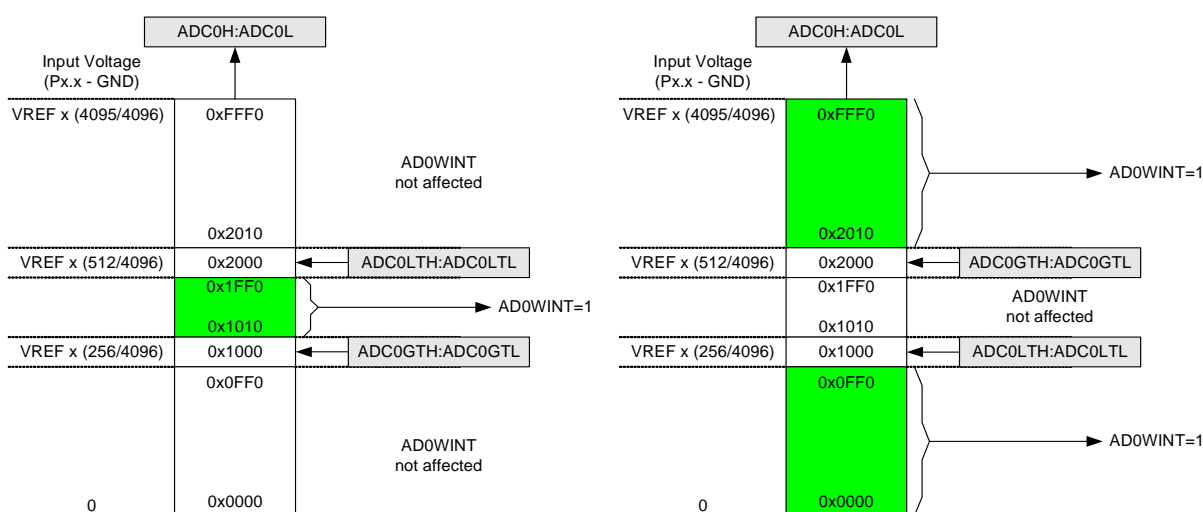 ADC0H:ADC0L
Input Voltage
(Px.x - GND)
VREF x (4095/4096)
0xFFF0
AD0WINT
not affected
0x2010
VREF x (512/4096)
0x2000
ADC0LTH:ADC0LTL
0x1FF0
AD0WINT=1
0x1010
VREF x (256/4096)
0x1000
ADC0GTH:ADC0GTL
0x0FF0
AD0WINT
not affected
0
0x0000
ADC0H:ADC0L
Input Voltage
(Px.x - GND)
VREF x (4095/4096)
0xFFF0
AD0WINT=1
0x2010
VREF x (512/4096)
0x2000
ADC0GTH:ADC0GTL
0x1FF0
AD0WINT
not affected
0x1010
VREF x (256/4096)
0x1000
ADC0LTH:ADC0LTL
0x0FF0
AD0WINT=1
0
0x0000